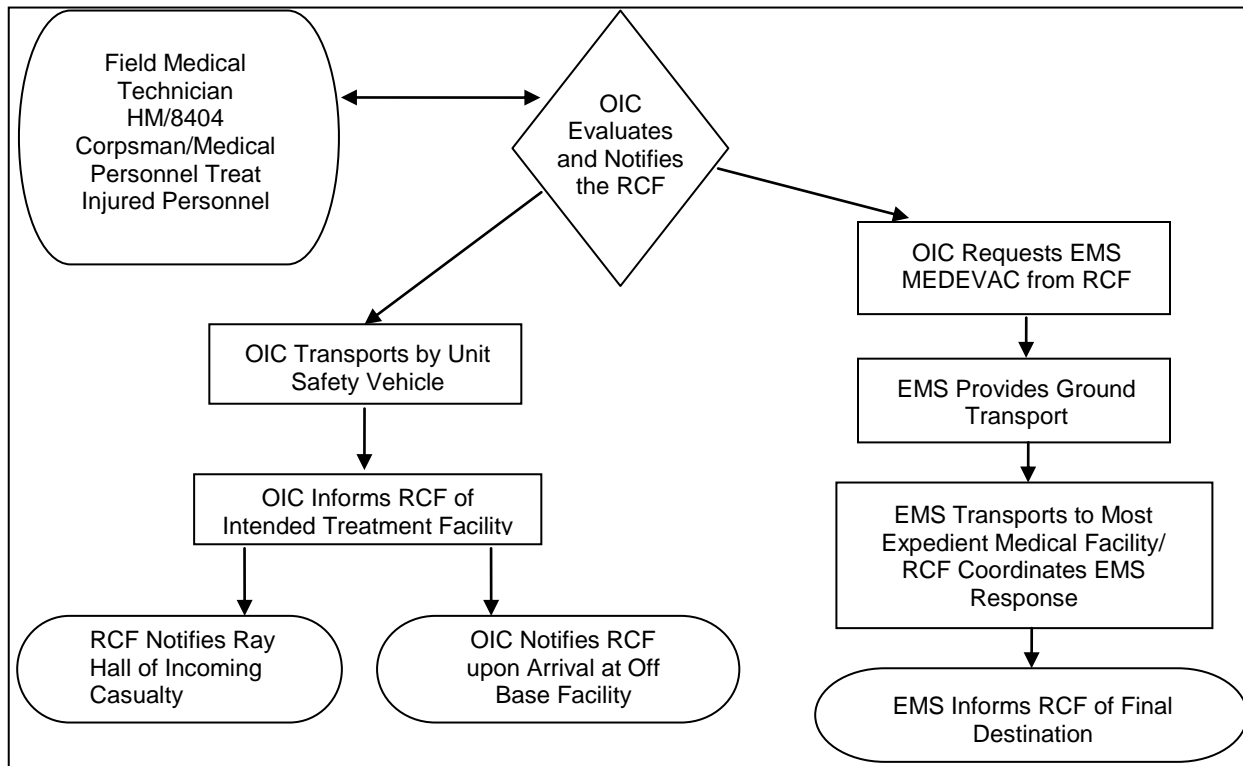 Field Medical
Technician
HM/8404
Corpsman/Medical
Personnel Treat
Injured Personnel
OIC
Evaluates
and Notifies
the RCF
OIC Requests EMS
MEDEVAC from RCF
OIC Transports by Unit
Safety Vehicle
EMS Provides Ground
Transport
OIC Informs RCF of
Intended Treatment Facility
EMS Transports to Most
Expedient Medical Facility/
RCF Coordinates EMS
Response
RCF Notifies Ray
Hall of Incoming
Casualty
OIC Notifies RCF
upon Arrival at Off
Base Facility
EMS Informs RCF of Final
Destination